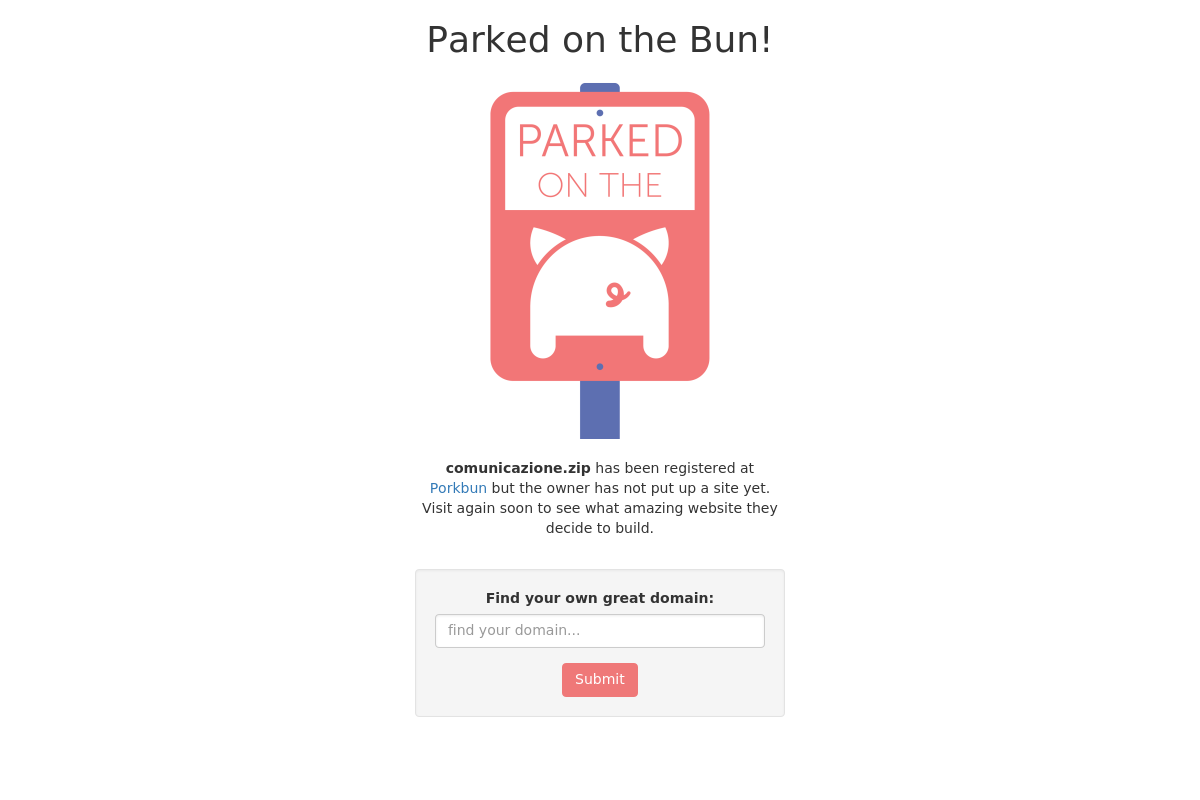 Parked on the Bun!
PARKED
ON THE
comunicazione.zip has been registered at
Porkbun but the owner has not put up a site yet.
Visit again soon to see what amazing website they
decide to build.
Find your own great domain:
find your domain...
Submit